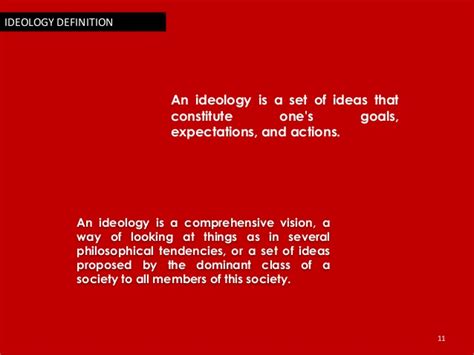 IDEOLOGY DEFINITION
An ideology is a set of ideas that
constitute one's goals,
expectations, and actions.
An ideology is a comprehensive vision, a
way of looking at things as in several
philosophical tendencies, or a set of ideas
proposed by the dominant class of a
society to all members of this society.
11